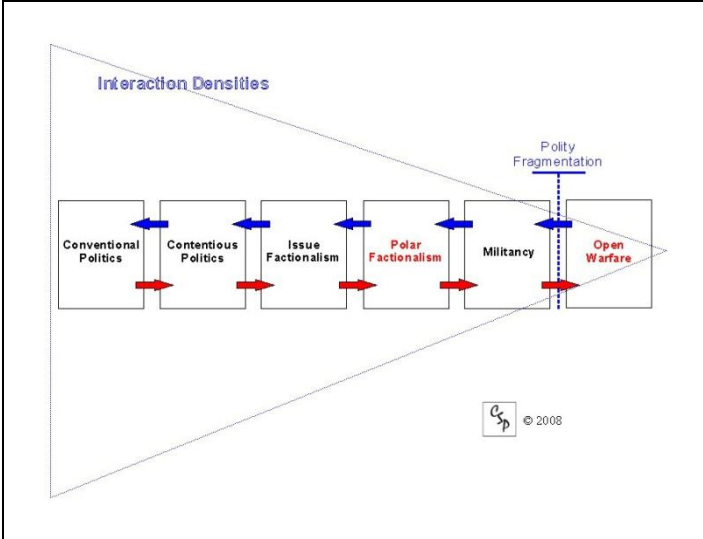 Interaction Densities
Polity
Fragmentation
Conventional
Politics
Contentious
Politics
Issue
Factionalism
Polar
Factionalism
Militancy
Open
Warfare
CSP
© 2008